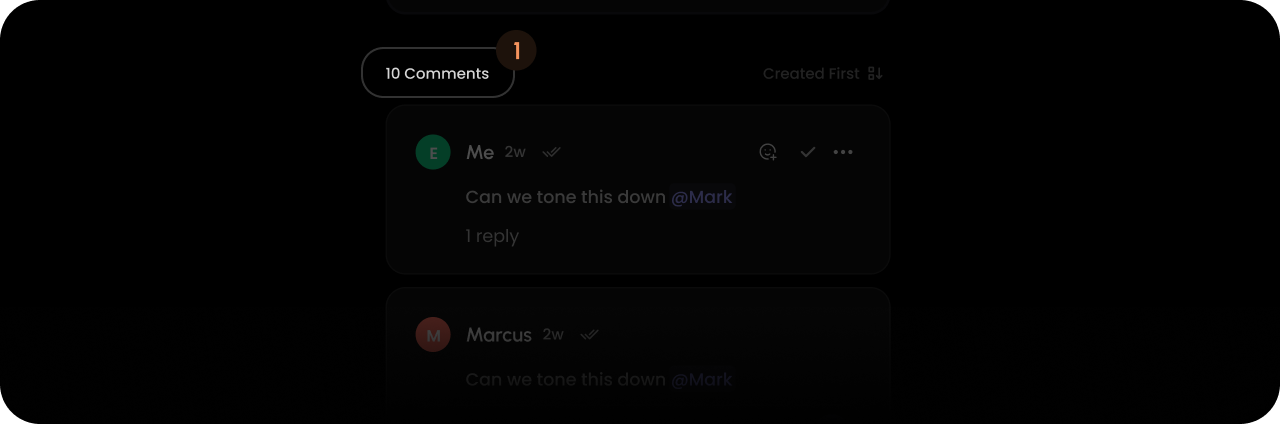 1
10 Comments
Created First
E
Me 2w
Can we tone this down @Mark
1 reply
M
Marcus 2w
Can we tone this down @Mark